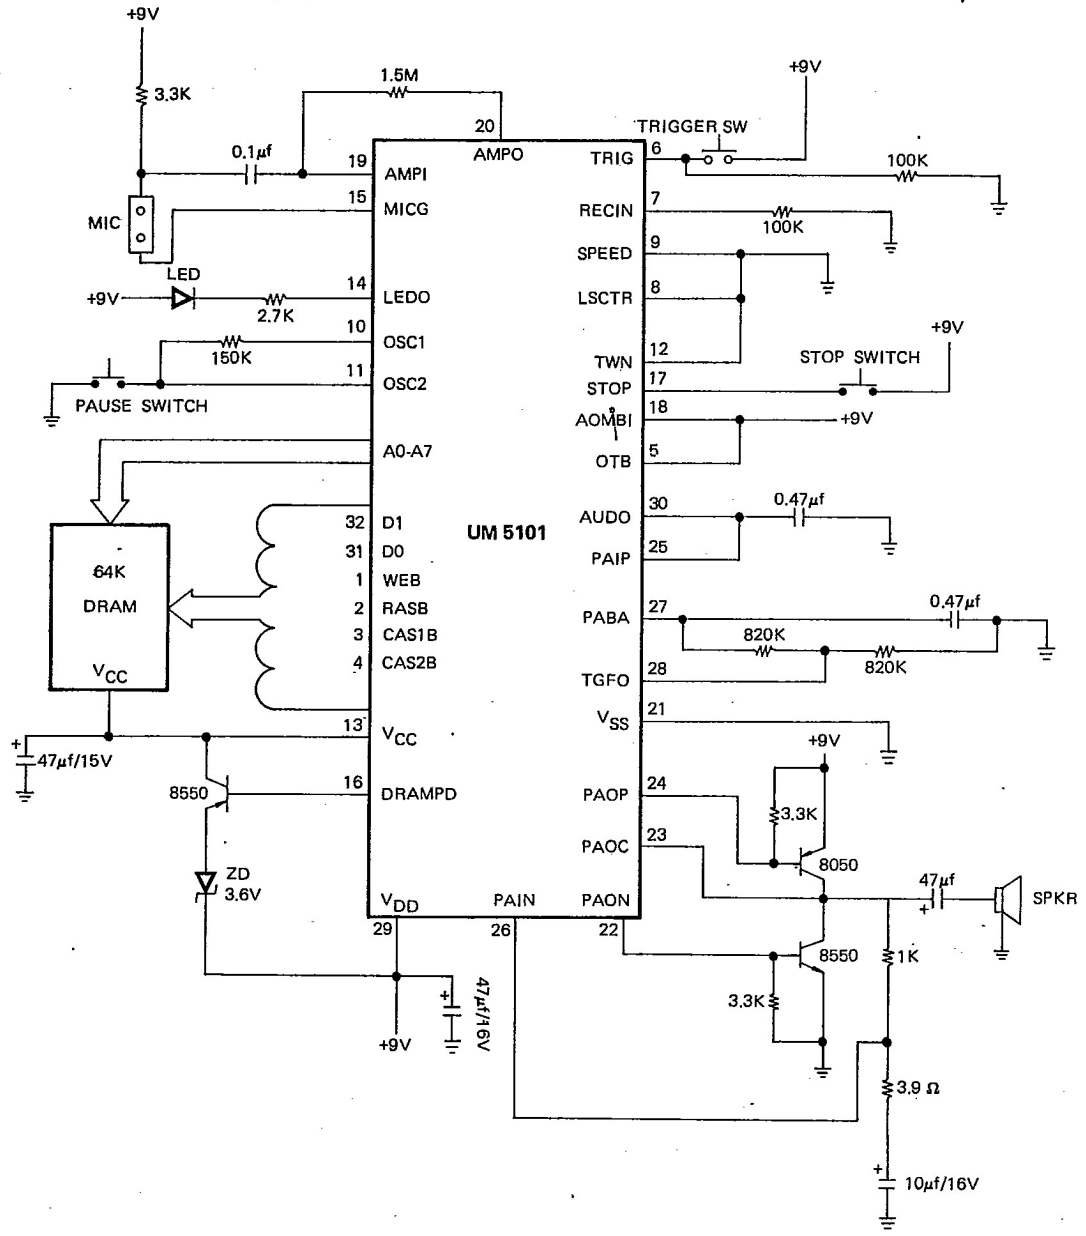 +9V
3.3K
1.5M
+9V
20
TRIGGER SW
AMPO
0.1µf
19
AMPI
TRIG
6
100K
15
MICG
MIC
RECIN
7
100K
SPEED
9
LED
+9V
2.7K
14
LEDO
LSCTR
8
10
OSC1
150K
TWN
12
+9V
STOP SWITCH
11
OSC2
PAUSE SWITCH
STOP
17
AOMBI
18
+9V
A0-A7
OTB
5
UM 5101
AUDO
30
0.47µf
32
D1
31
D0
PAIP
25
64K
DRAM
VCC
1
WEB
2
RASB
3
CAS1B
4
CAS2B
PABA
27
0.47µf
820K
820K
TGFO
28
VSS
21
13
VCC
+
47µf/15V
+9V
8550
16
DRAMPD
PAOP
24
3.3K
PAOC
23
8050
ZD
3.6V
47µf
+
SPKR
VDD
PAIN
PAON
29
26
22
8550
1K
+
47µf/16V
3.3K
+9V
3.9 Ω
+
10µf/16V